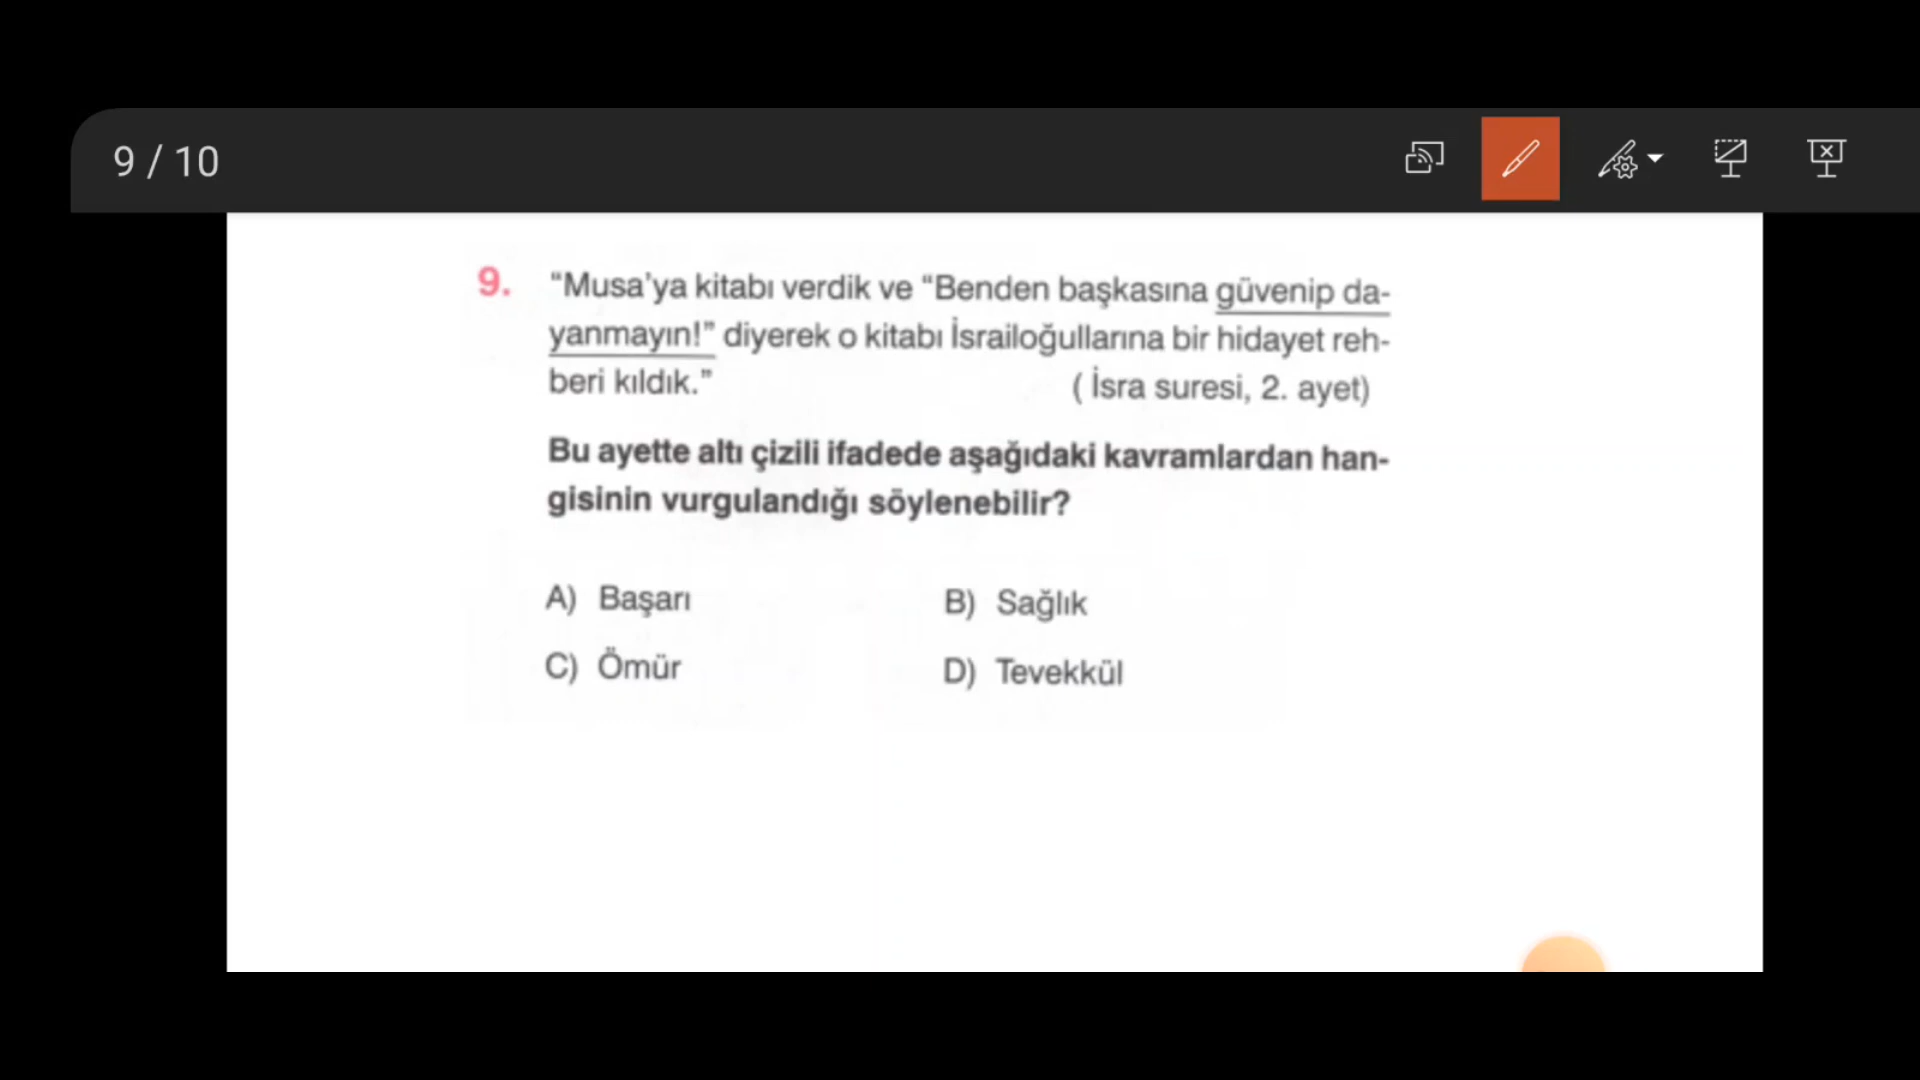 9 / 10
9. “Musa’ya kitabı verdik ve “Benden başkasına güvenip da-
yanmayın!” diyerek o kitabı İsrailoğullarına bir hidayet reh-
beri kıldık.” ( İsra suresi, 2. ayet)
Bu ayette altı çizili ifadede aşağıdaki kavramlardan han-
gisinin vurgulandığı söylenebilir?
A) Başarı B) Sağlık
C) Ömür D) Tevekkül